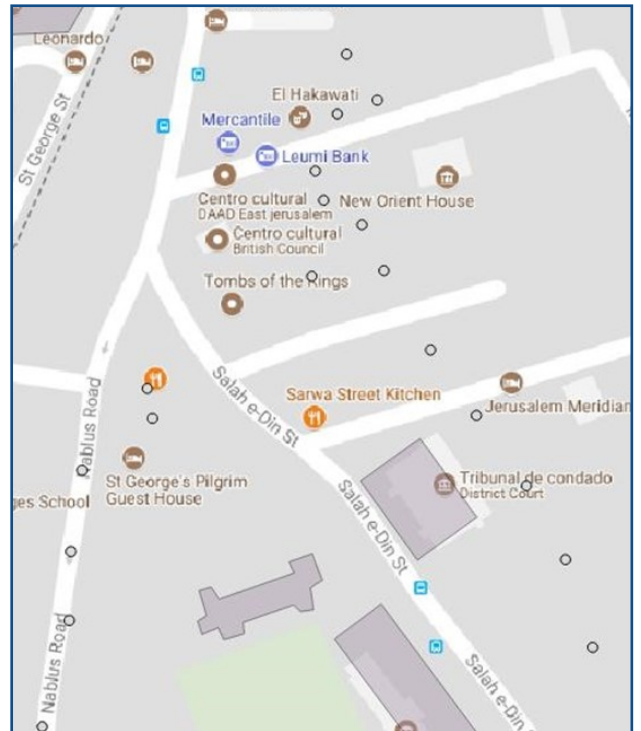 Leonardo
St George St
El Hakawati
Mercantile
Leumi Bank
Centro cultural
DAAD East jerusalem
New Orient House
Centro cultural
British Council
Tombs of the Kings
Nablus Road
Salah e-Din St
Sarwa Street Kitchen
Jerusalem Meridian
St George's Pilgrim
Guest House
ges School
Tribunal de condado
District Court
Salah e-Din St
Nablus Road
Salah e-Din